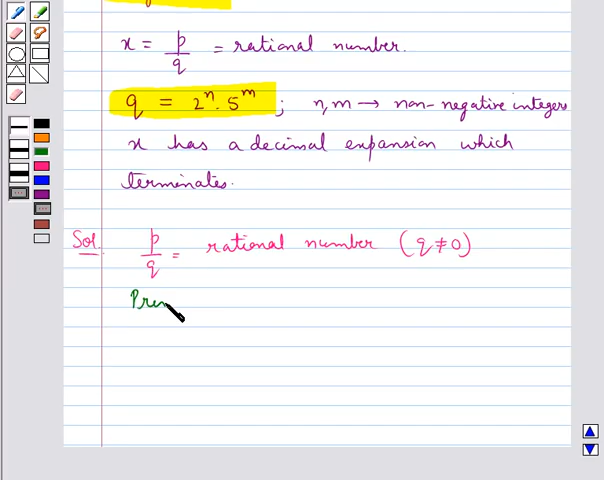 x = p/q = rational number.
q = 2ⁿ · 5ᵐ ; n, m → non-negative integers
x has a decimal expansion which
terminates.
Sol. p/q = rational number (q ≠ 0)